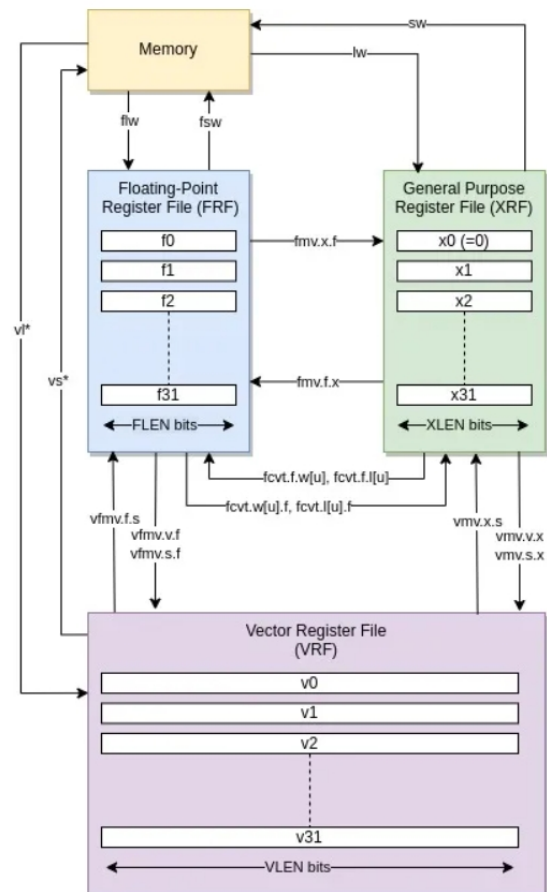 sw
Memory
lw
flw
fsw
Floating-Point
Register File (FRF)
General Purpose
Register File (XRF)
f0
fmv.x.f
x0 (=0)
f1
x1
f2
x2
vl*
vs*
fmv.f.x
f31
x31
FLEN bits
XLEN bits
fcvt.f.w[u], fcvt.f.l[u]
fcvt.w[u].f, fcvt.l[u].f
vfmv.f.s
vfmv.v.f
vfmv.s.f
vmv.x.s
vmv.v.x
vmv.s.x
Vector Register File
(VRF)
v0
v1
v2
v31
VLEN bits